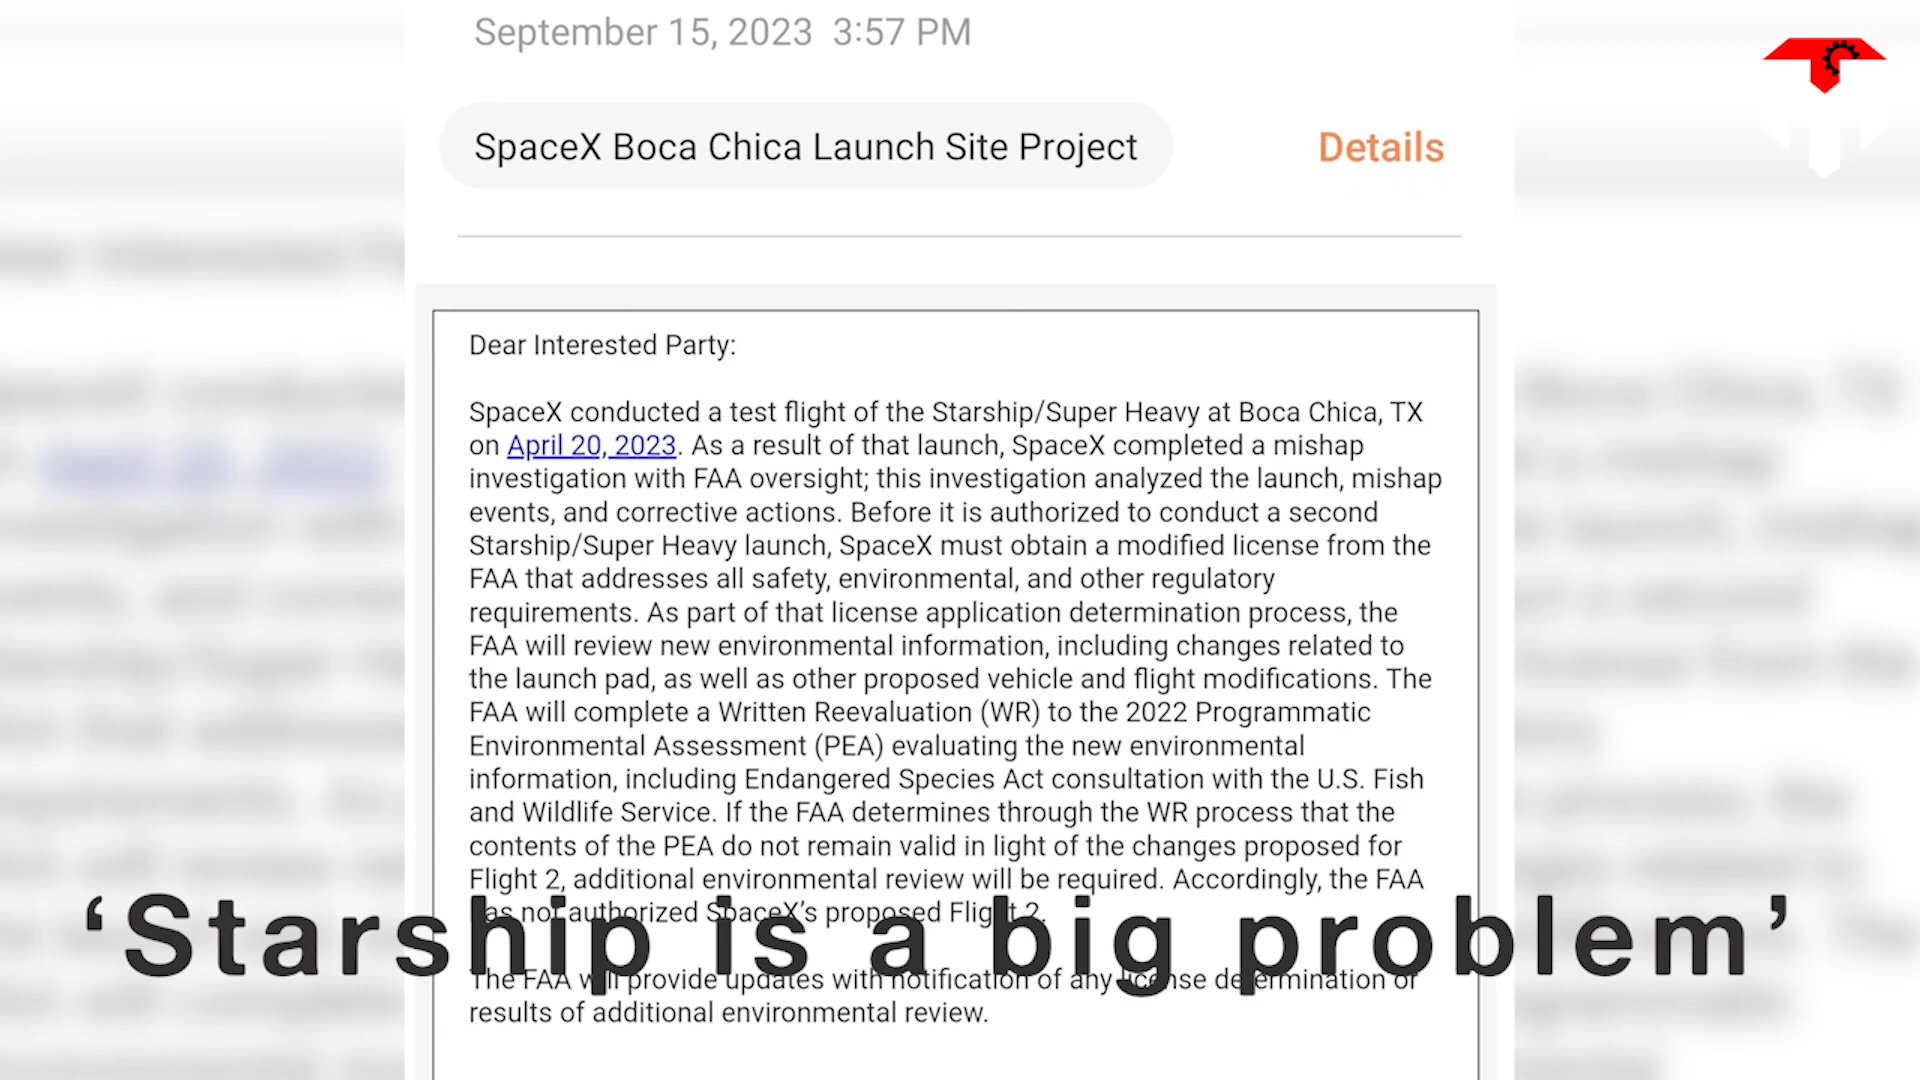 September 15, 2023 3:57 PM
SpaceX Boca Chica Launch Site Project
Details
Dear Interested Party:
SpaceX conducted a test flight of the Starship/Super Heavy at Boca Chica, TX
on April 20, 2023. As a result of that launch, SpaceX completed a mishap
investigation with FAA oversight; this investigation analyzed the launch, mishap
events, and corrective actions. Before it is authorized to conduct a second
Starship/Super Heavy launch, SpaceX must obtain a modified license from the
FAA that addresses all safety, environmental, and other regulatory
requirements. As part of that license application determination process, the
FAA will review new environmental information, including changes related to
the launch pad, as well as other proposed vehicle and flight modifications. The
FAA will complete a Written Reevaluation (WR) to the 2022 Programmatic
Environmental Assessment (PEA) evaluating the new environmental
information, including Endangered Species Act consultation with the U.S. Fish
and Wildlife Service. If the FAA determines through the WR process that the
contents of the PEA do not remain valid in light of the changes proposed for
Flight 2, additional environmental review will be required. Accordingly, the FAA
has not authorized SpaceX’s proposed Flight 2.
‘Starship is a big problem’
The FAA will provide updates with notification of any license determination or
results of additional environmental review.